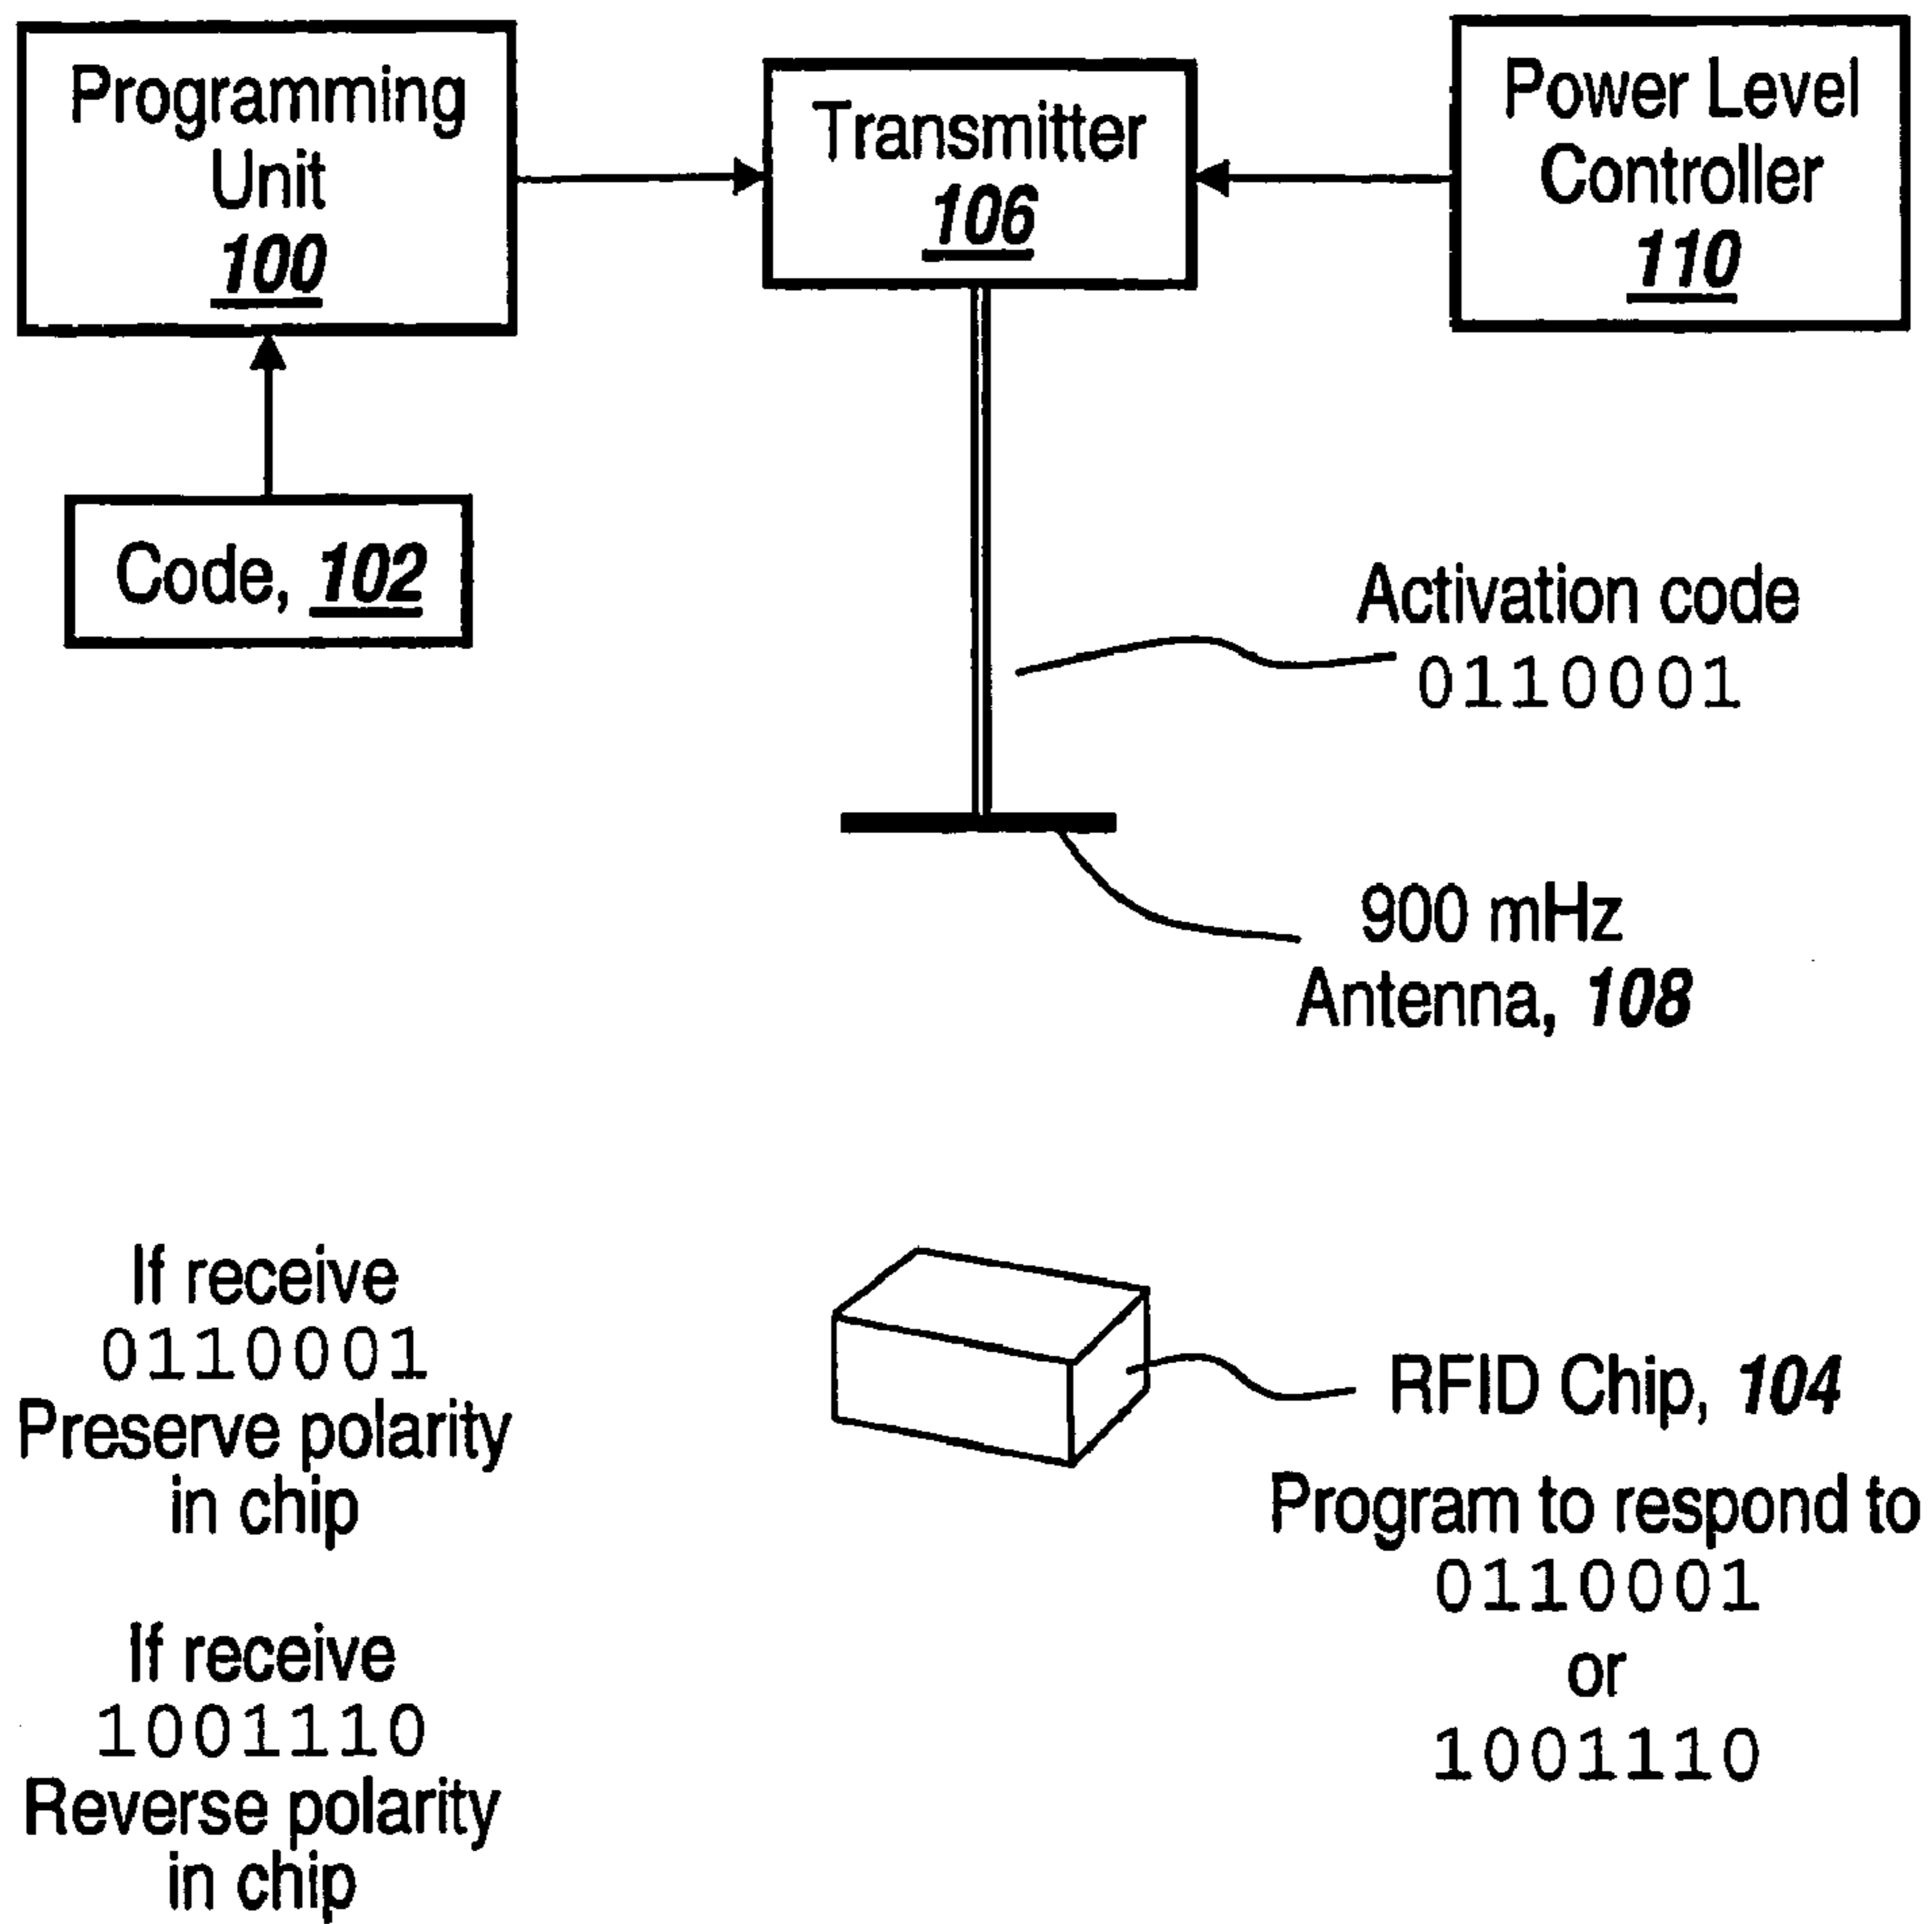 Programming
Unit
100
Transmitter
106
Power Level
Controller
110
Code, 102
Activation code
0110001
900 mHz
Antenna, 108
If receive
0110001
Preserve polarity
in chip
If receive
1001110
Reverse polarity
in chip
RFID Chip, 104
Program to respond to
0110001
or
1001110